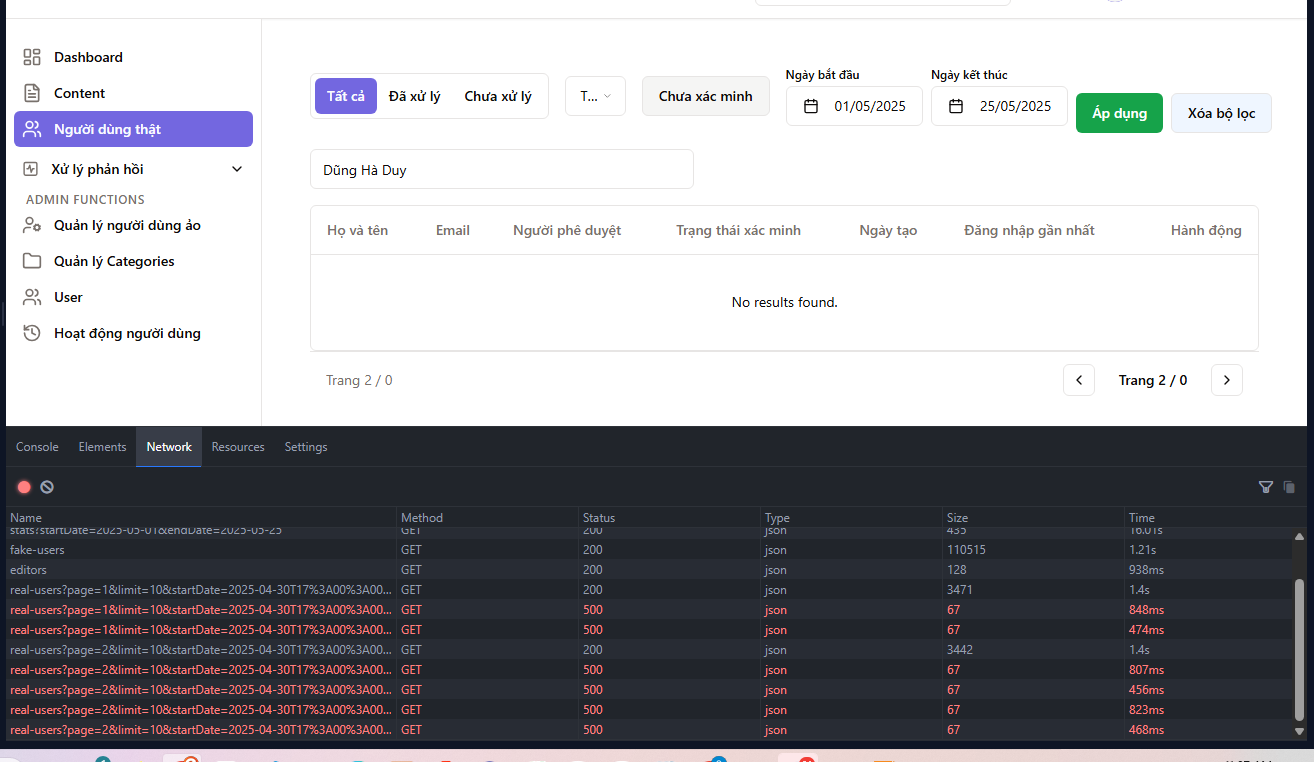 Dashboard
Content
Người dùng thật
Xử lý phản hồi
ADMIN FUNCTIONS
Quản lý người dùng ảo
Quản lý Categories
User
Hoạt động người dùng
Tất cả Đã xử lý Chưa xử lý T... Chưa xác minh
Ngày bắt đầu Ngày kết thúc
01/05/2025 25/05/2025 Áp dụng Xóa bộ lọc
Dũng Hà Duy
Họ và tên Email Người phê duyệt Trạng thái xác minh Ngày tạo Đăng nhập gần nhất Hành động
No results found.
Trang 2 / 0 Trang 2 / 0
Console Elements Network Resources Settings
Name Method Status Type Size Time
stats?startDate=2025-05-01&endDate=2025-05-25 GET 200 json 435 16.01s
fake-users GET 200 json 110515 1.21s
editors GET 200 json 128 938ms
real-users?page=1&limit=10&startDate=2025-04-30T17%3A00%3A00... GET 200 json 3471 1.4s
real-users?page=1&limit=10&startDate=2025-04-30T17%3A00%3A00... GET 500 json 67 848ms
real-users?page=1&limit=10&startDate=2025-04-30T17%3A00%3A00... GET 500 json 67 474ms
real-users?page=2&limit=10&startDate=2025-04-30T17%3A00%3A00... GET 200 json 3442 1.4s
real-users?page=2&limit=10&startDate=2025-04-30T17%3A00%3A00... GET 500 json 67 807ms
real-users?page=2&limit=10&startDate=2025-04-30T17%3A00%3A00... GET 500 json 67 456ms
real-users?page=2&limit=10&startDate=2025-04-30T17%3A00%3A00... GET 500 json 67 823ms
real-users?page=2&limit=10&startDate=2025-04-30T17%3A00%3A00... GET 500 json 67 468ms